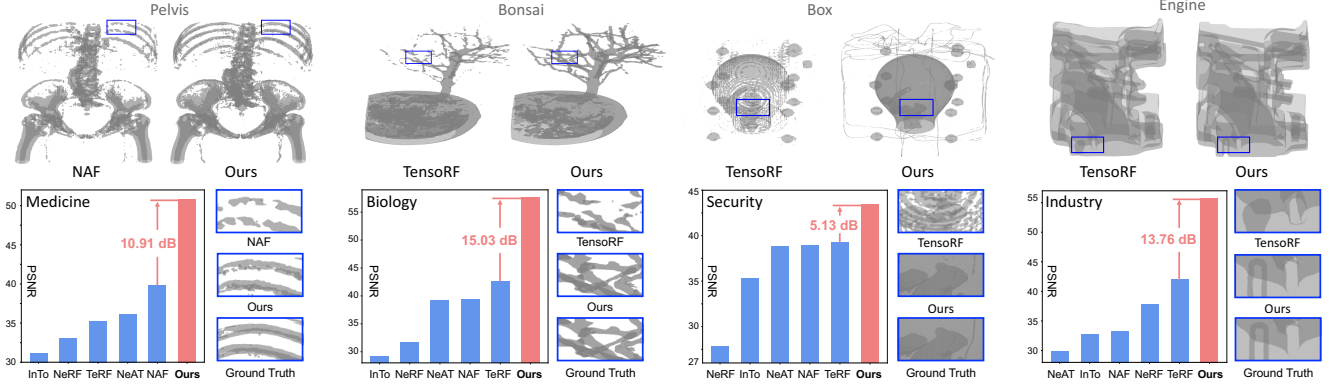 Pelvis
Bonsai
Box
Engine
NAF
Ours
TensoRF
Ours
TensoRF
Ours
TensoRF
Ours
Medicine
PSNR
50
45
40
35
30
10.91 dB
InTo NeRF TeRF NeAT NAF Ours
NAF
Ours
Ground Truth
Biology
PSNR
55
50
45
40
35
30
15.03 dB
InTo NeRF NeAT NAF TeRF Ours
TensoRF
Ours
Ground Truth
Security
PSNR
45
42
39
36
33
30
27
5.13 dB
NeRF InTo NeAT NAF TeRF Ours
TensoRF
Ours
Ground Truth
Industry
PSNR
55
50
45
40
35
30
13.76 dB
NeAT InTo NAF NeRF TeRF Ours
TensoRF
Ours
Ground Truth